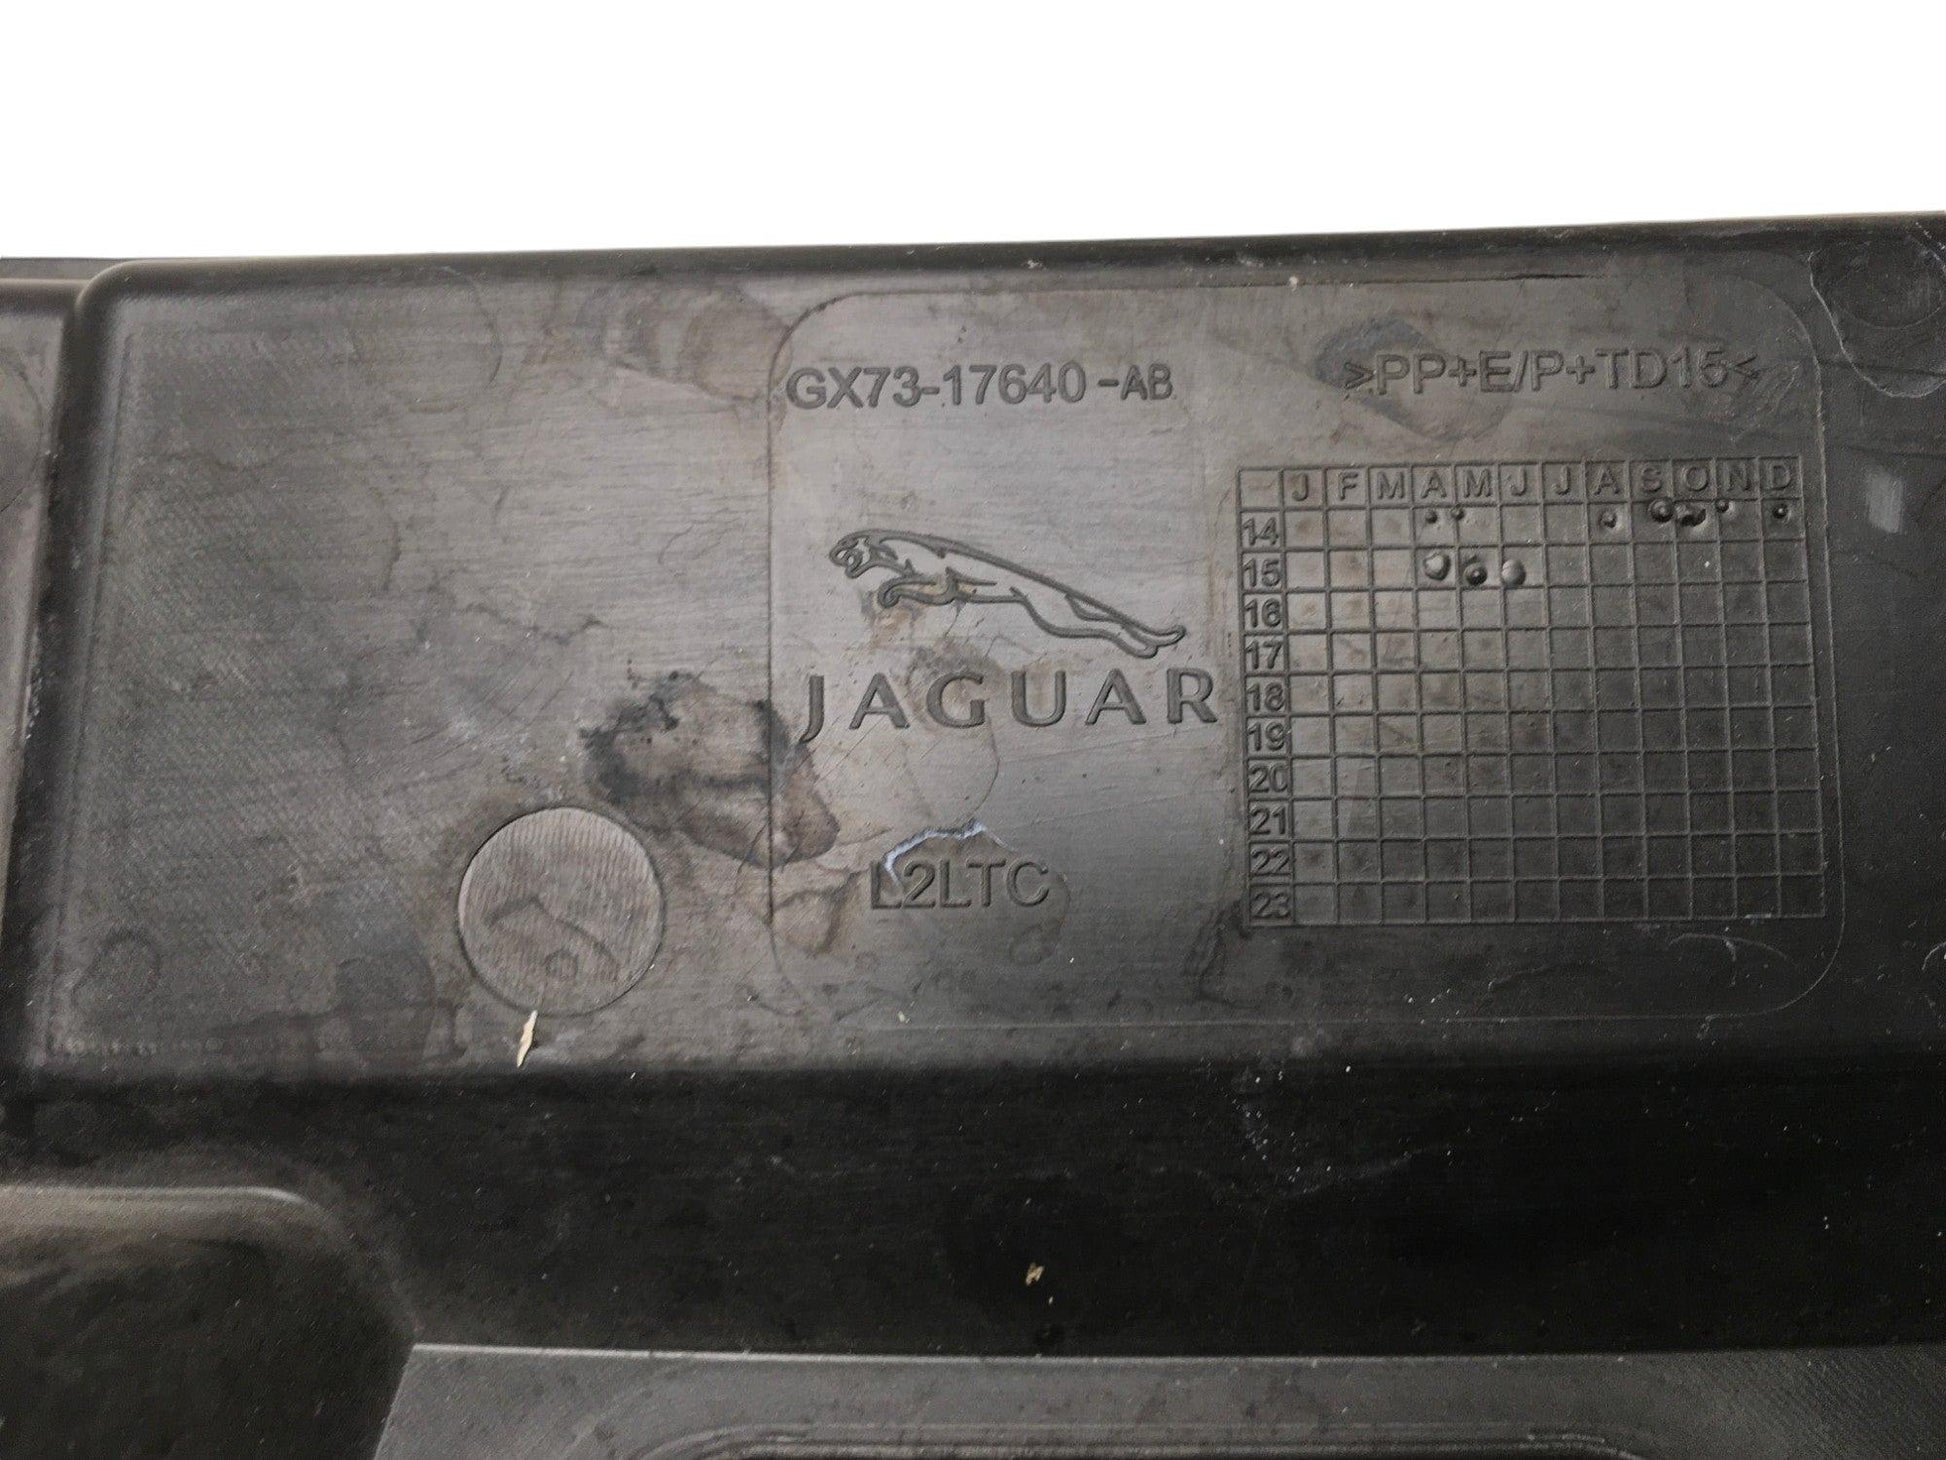 GX73-17640-AB
>PP+E/P+TD15<
J F M A M J J A S O N D
14
15
16
17
18
19
20
21
22
23
JAGUAR
L2LTC